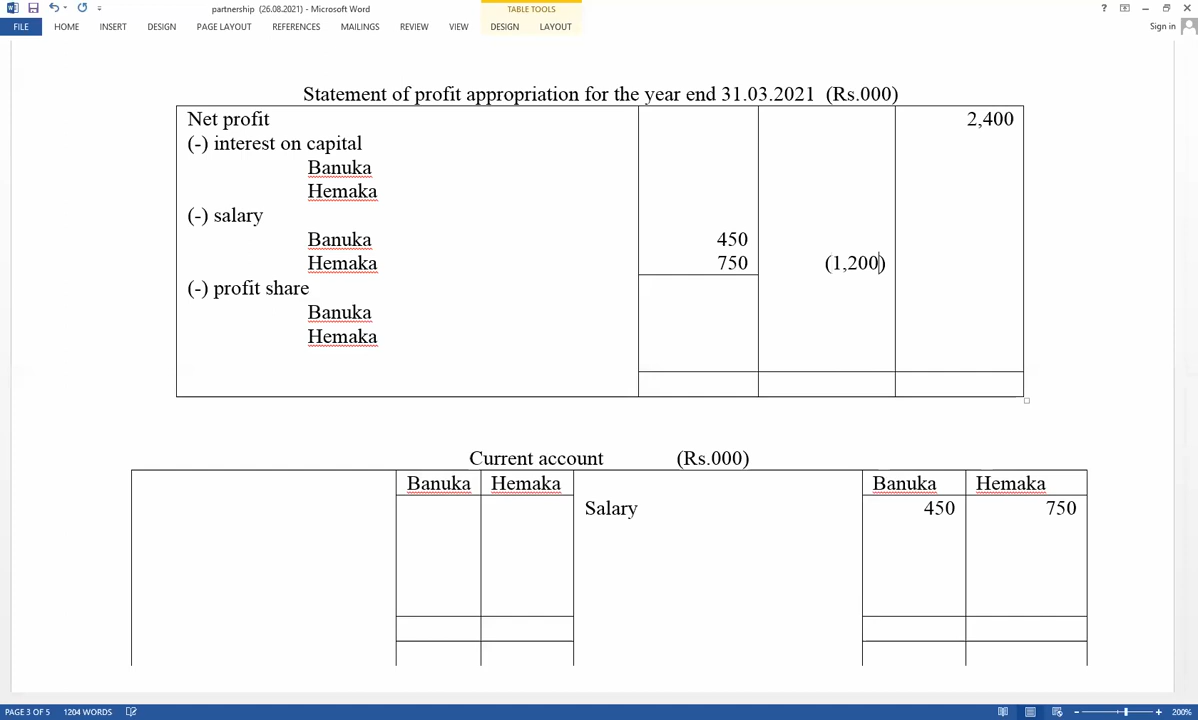 partnership (26.08.2021) - Microsoft Word
TABLE TOOLS
?
FILE HOME INSERT DESIGN PAGE LAYOUT REFERENCES MAILINGS REVIEW VIEW DESIGN LAYOUT Sign in
Statement of profit appropriation for the year end 31.03.2021 (Rs.000)
Net profit 2,400
(-) interest on capital
Banuka
Hemaka
(-) salary
Banuka 450
Hemaka 750 (1,200)
(-) profit share
Banuka
Hemaka
Current account (Rs.000)
Banuka Hemaka Banuka Hemaka
Salary 450 750
PAGE 3 OF 5 1204 WORDS 200%